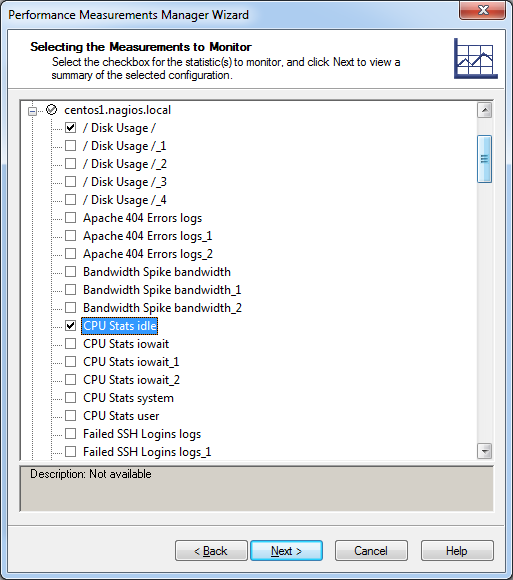 Performance Measurements Manager Wizard
Selecting the Measurements to Monitor
Select the checkbox for the statistic(s) to monitor, and click Next to view a
summary of the selected configuration.
centos1.nagios.local
/ Disk Usage /
/ Disk Usage /_1
/ Disk Usage /_2
/ Disk Usage /_3
/ Disk Usage /_4
Apache 404 Errors logs
Apache 404 Errors logs_1
Apache 404 Errors logs_2
Bandwidth Spike bandwidth
Bandwidth Spike bandwidth_1
Bandwidth Spike bandwidth_2
CPU Stats idle
CPU Stats iowait
CPU Stats iowait_1
CPU Stats iowait_2
CPU Stats system
CPU Stats user
Failed SSH Logins logs
Failed SSH Logins logs_1
Description: Not available
< Back
Next >
Cancel
Help